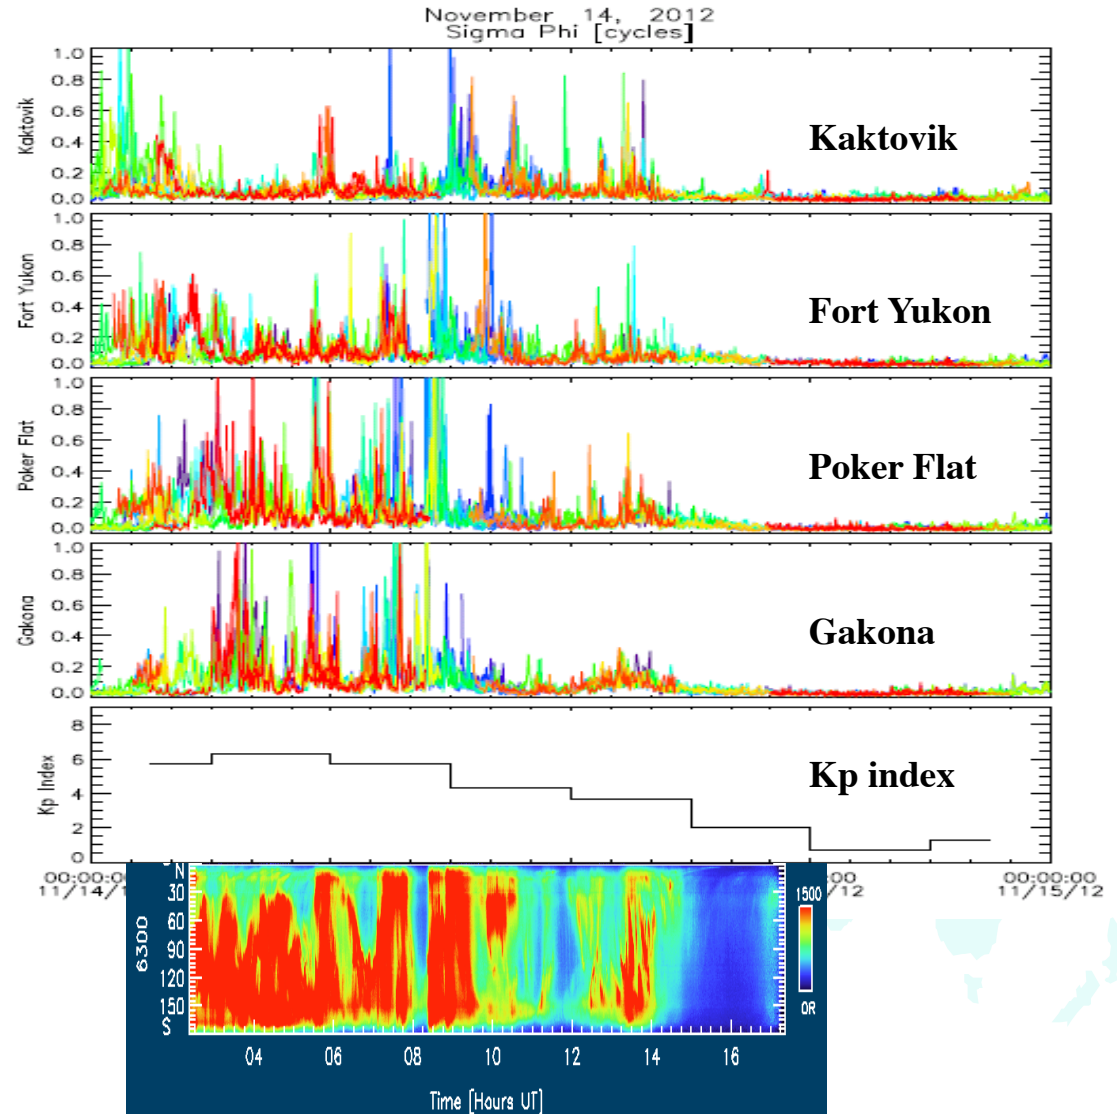 November 14, 2012
Sigma Phi [cycles]
1.0
0.8
0.6
0.4
0.2
0.0
Kaktovik
Kaktovik
1.0
0.8
0.6
0.4
0.2
0.0
Fort Yukon
Fort Yukon
1.0
0.8
0.6
0.4
0.2
0.0
Poker Flat
Poker Flat
1.0
0.8
0.6
0.4
0.2
0.0
Gakona
Gakona
8
6
4
2
0
Kp Index
Kp index
00:00:00
11/15/12
N
30
60
90
120
150
S
6300
1500
0R
04 06 08 10 12 14 16
Time [Hours UT]